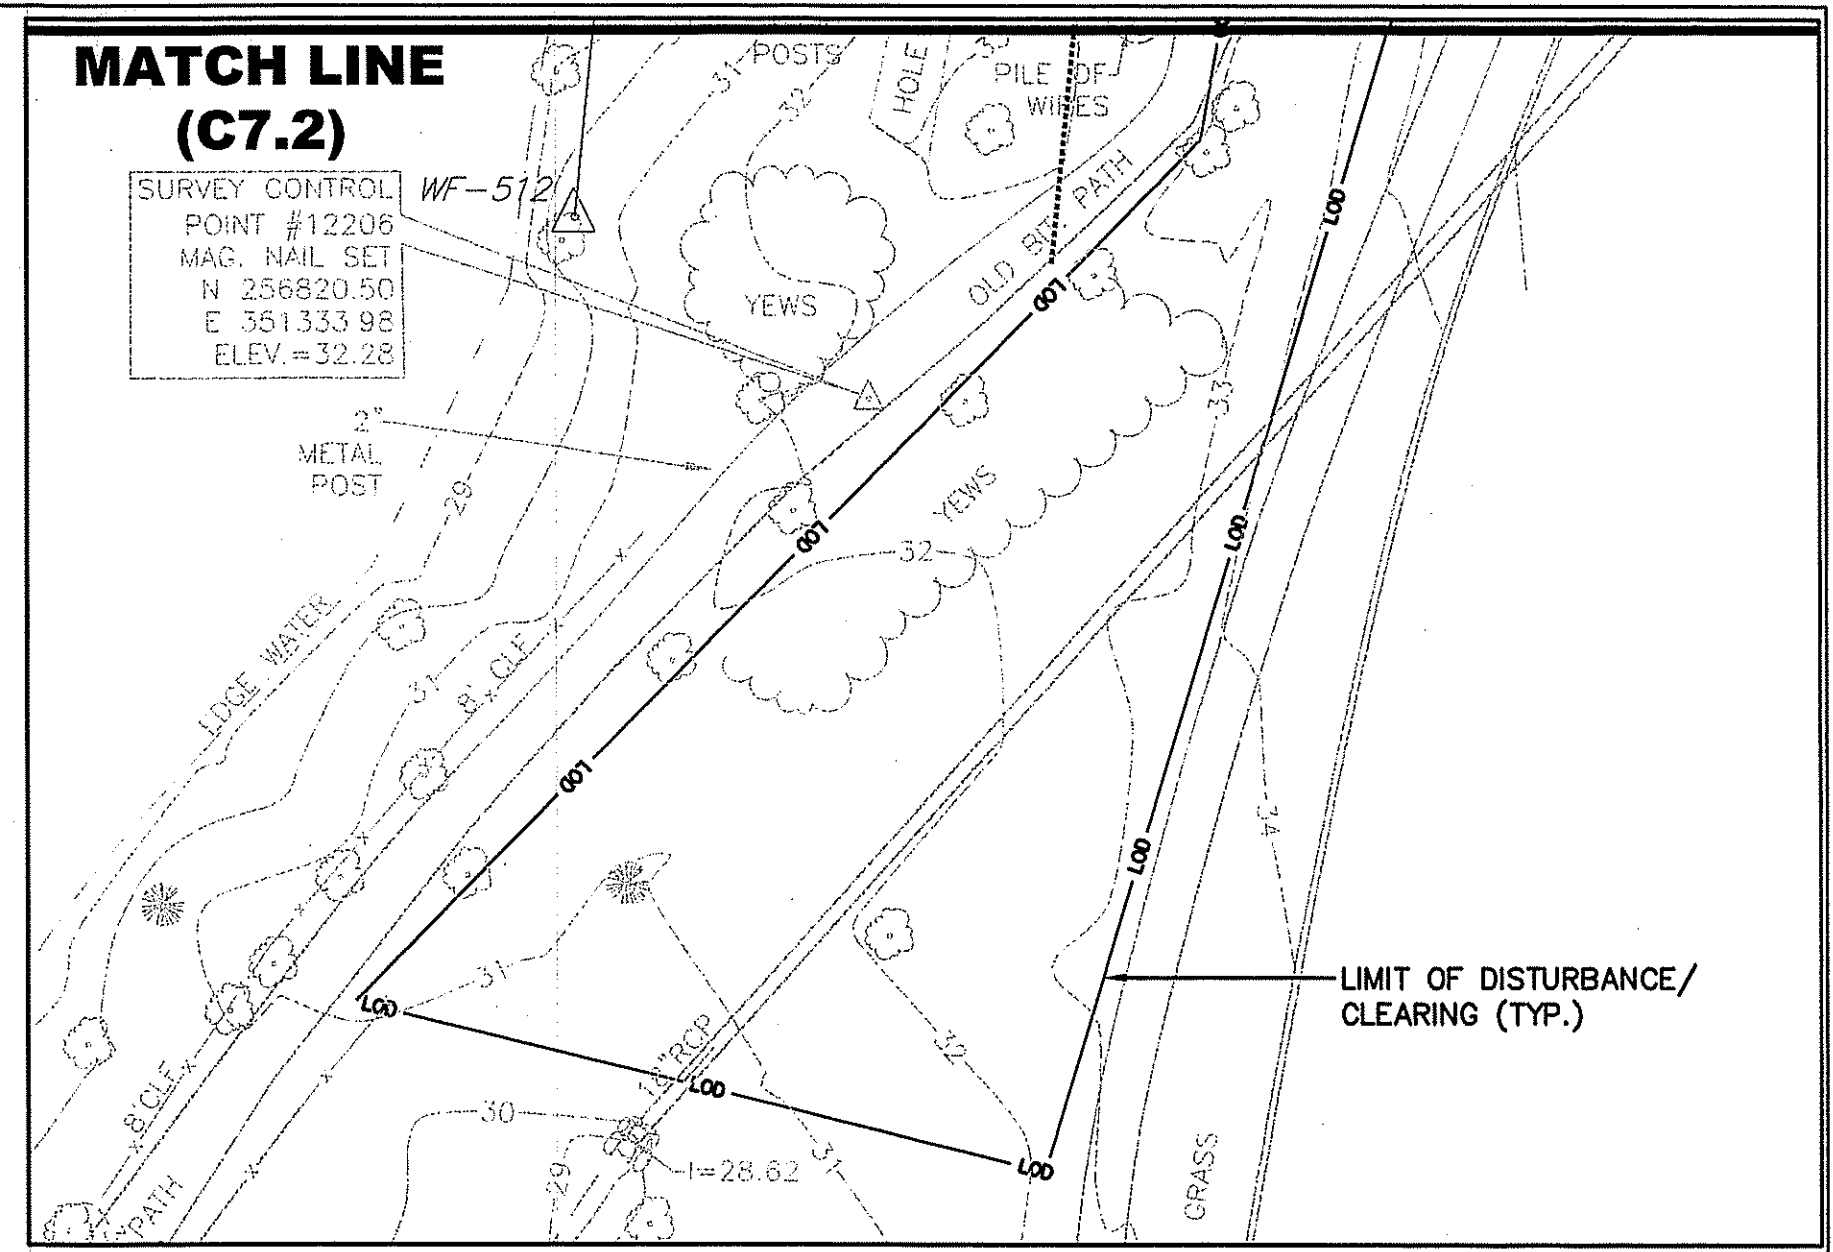 MATCH LINE
(C7.2)
POSTS
HOLE
PILE OF
WIRES
31
32
SURVEY CONTROL
POINT #12206
MAG. NAIL SET
N 256820.50
E 351333.98
ELEV.=32.28
WF-512
YEWS
OLD BIT. PATH
LOD
LOD
33
2"
METAL
POST
29
YEWS
LOD
LOD
32
EDGE WATER
31
8' CLF
LOD
34
LOD
31
LOD
LIMIT OF DISTURBANCE/
CLEARING (TYP.)
18"RCP
32
LOD
8' CLF
30
31
29
I=28.62
LOD
GRASS
PATH